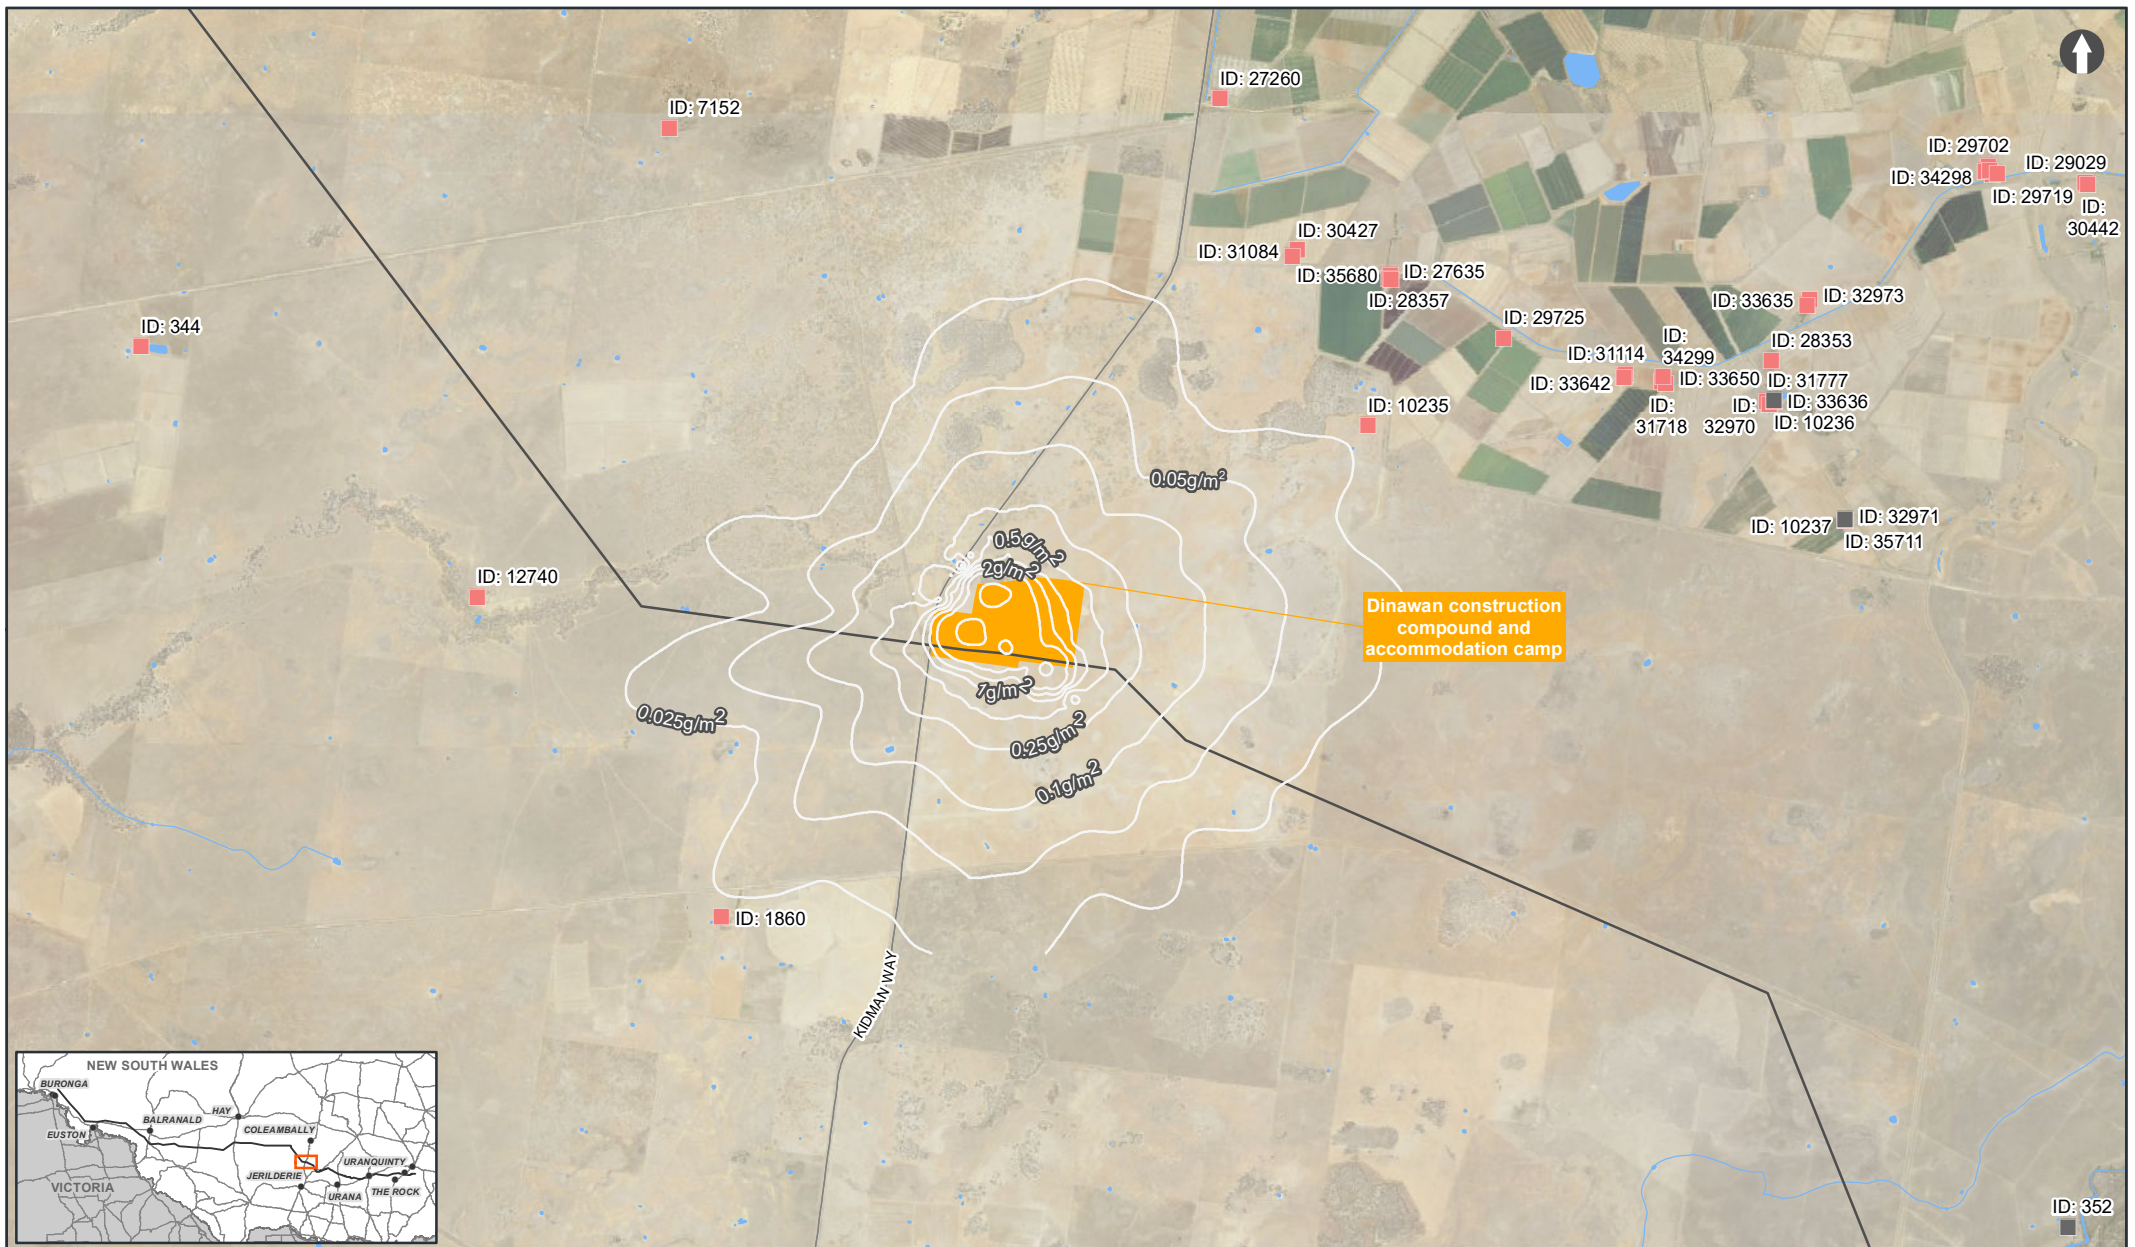 ID: 27260
ID: 7152
ID: 29702
ID: 29029
ID: 34298
ID: 29719
ID:
30442
ID: 30427
ID: 31084
ID: 35680
ID: 27635
ID: 28357
ID: 33635
ID: 32973
ID: 344
ID: 29725
ID:
34299
ID: 28353
ID: 31114
ID: 33642
ID: 33650
ID: 31777
ID:
31718
ID:
32970
ID: 33636
ID: 10236
ID: 10235
0.05g/m²
ID: 10237
ID: 32971
ID: 35711
0.5g/m²
2g/m²
ID: 12740
Dinawan construction
compound and
accommodation camp
1g/m²
0.025g/m²
0.25g/m²
0.1g/m²
ID: 1860
KIDMAN WAY
NEW SOUTH WALES
BURONGA
HAY
BALRANALD
EUSTON
COLEAMBALLY
URANQUINTY
JERILDERIE
VICTORIA
URANA
THE ROCK
ID: 352